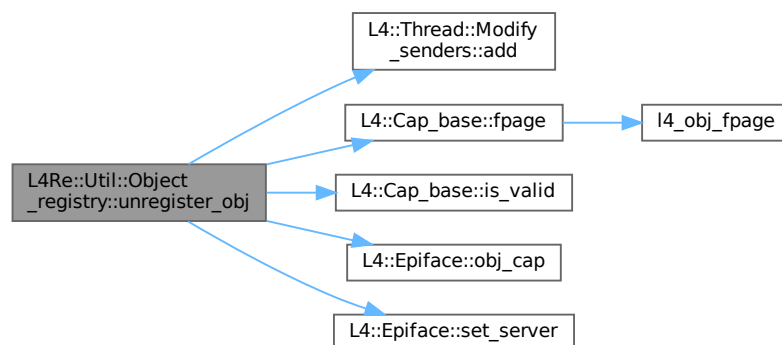 L4::Thread::Modify
_senders::add
L4::Cap_base::fpage
l4_obj_fpage
L4Re::Util::Object
_registry::unregister_obj
L4::Cap_base::is_valid
L4::Epiface::obj_cap
L4::Epiface::set_server